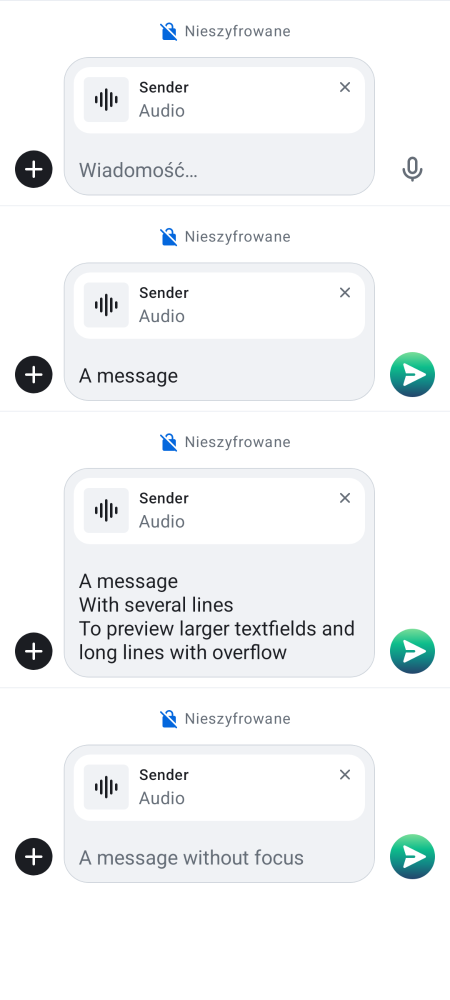 Nieszyfrowane
Sender
Audio
Wiadomość…
Nieszyfrowane
Sender
Audio
A message
Nieszyfrowane
Sender
Audio
A message
With several lines
To preview larger textfields and
long lines with overflow
Nieszyfrowane
Sender
Audio
A message without focus